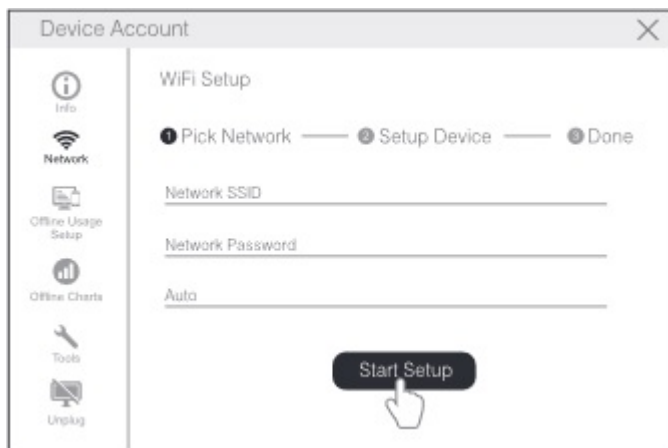 Device Account
Info
Network
Offline Usage
Setup
Offline Charts
Tools
Unplug
WiFi Setup
1 Pick Network 2 Setup Device 3 Done
Network SSID
Network Password
Auto
Start Setup